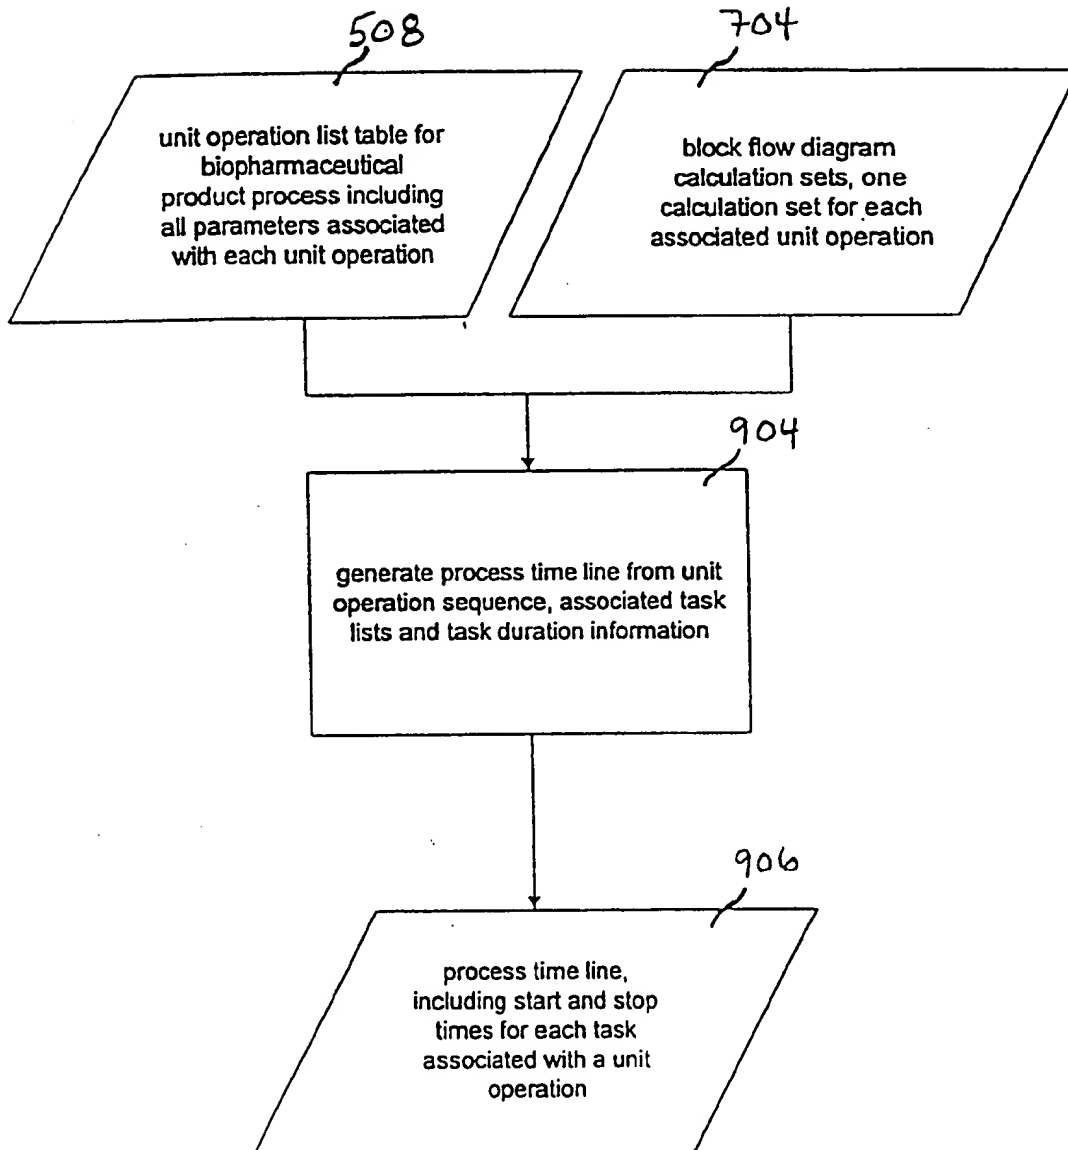 508
704
unit operation list table for
biopharmaceutical
product process including
all parameters associated
with each unit operation
block flow diagram
calculation sets, one
calculation set for each
associated unit operation
904
generate process time line from unit
operation sequence, associated task
lists and task duration information
906
process time line,
including start and stop
times for each task
associated with a unit
operation